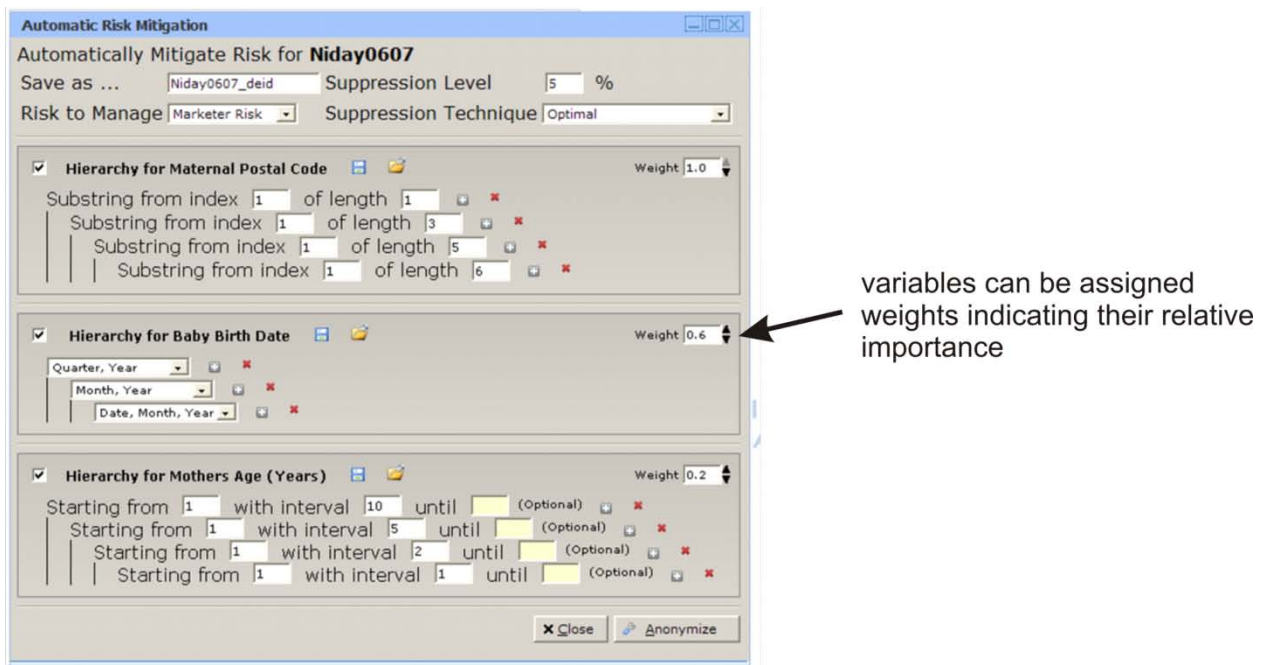 Automatic Risk Mitigation
Automatically Mitigate Risk for Niday0607
Save as ... Niday0607_deid Suppression Level 5 %
Risk to Manage Marketer Risk Suppression Technique Optimal
Hierarchy for Maternal Postal Code Weight 1.0
Substring from index 1 of length 1
Substring from index 1 of length 3
Substring from index 1 of length 5
Substring from index 1 of length 6
Hierarchy for Baby Birth Date Weight 0.6
Quarter, Year
Month, Year
Date, Month, Year
Hierarchy for Mothers Age (Years) Weight 0.2
Starting from 1 with interval 10 until (Optional)
Starting from 1 with interval 5 until (Optional)
Starting from 1 with interval 2 until (Optional)
Starting from 1 with interval 1 until (Optional)
Close Anonymize
variables can be assigned
weights indicating their relative
importance